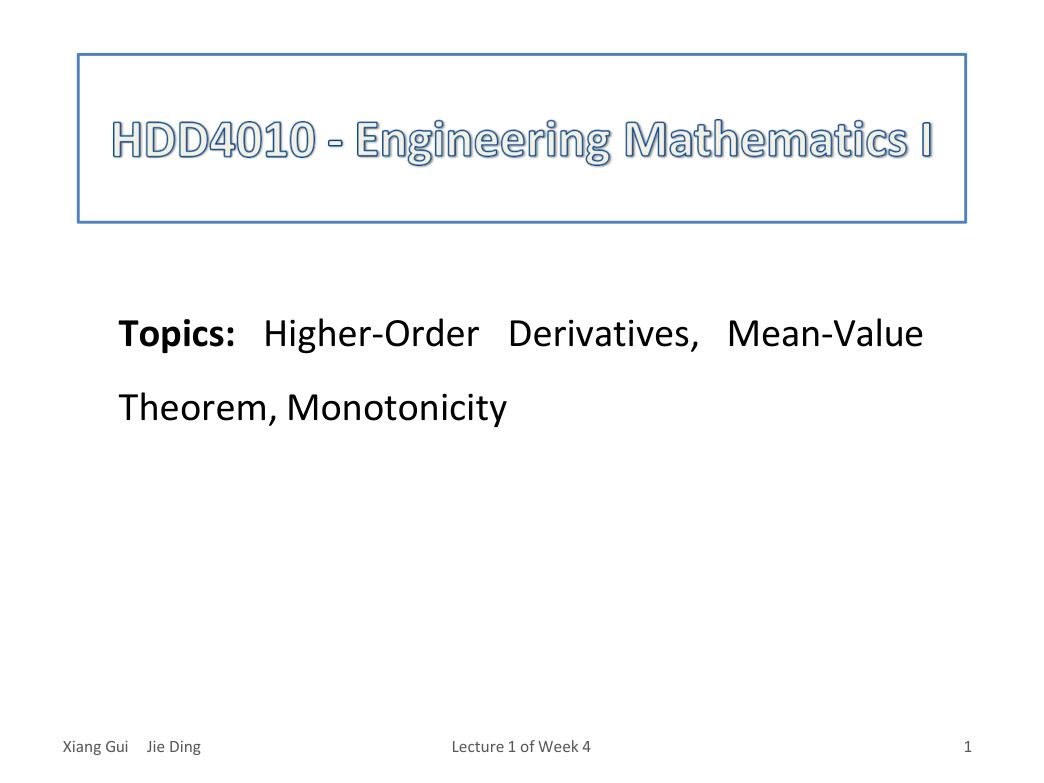 HDD4010 - Engineering Mathematics I
Topics: Higher-Order Derivatives, Mean-Value
Theorem, Monotonicity
Xiang Gui Jie Ding Lecture 1 of Week 4 1